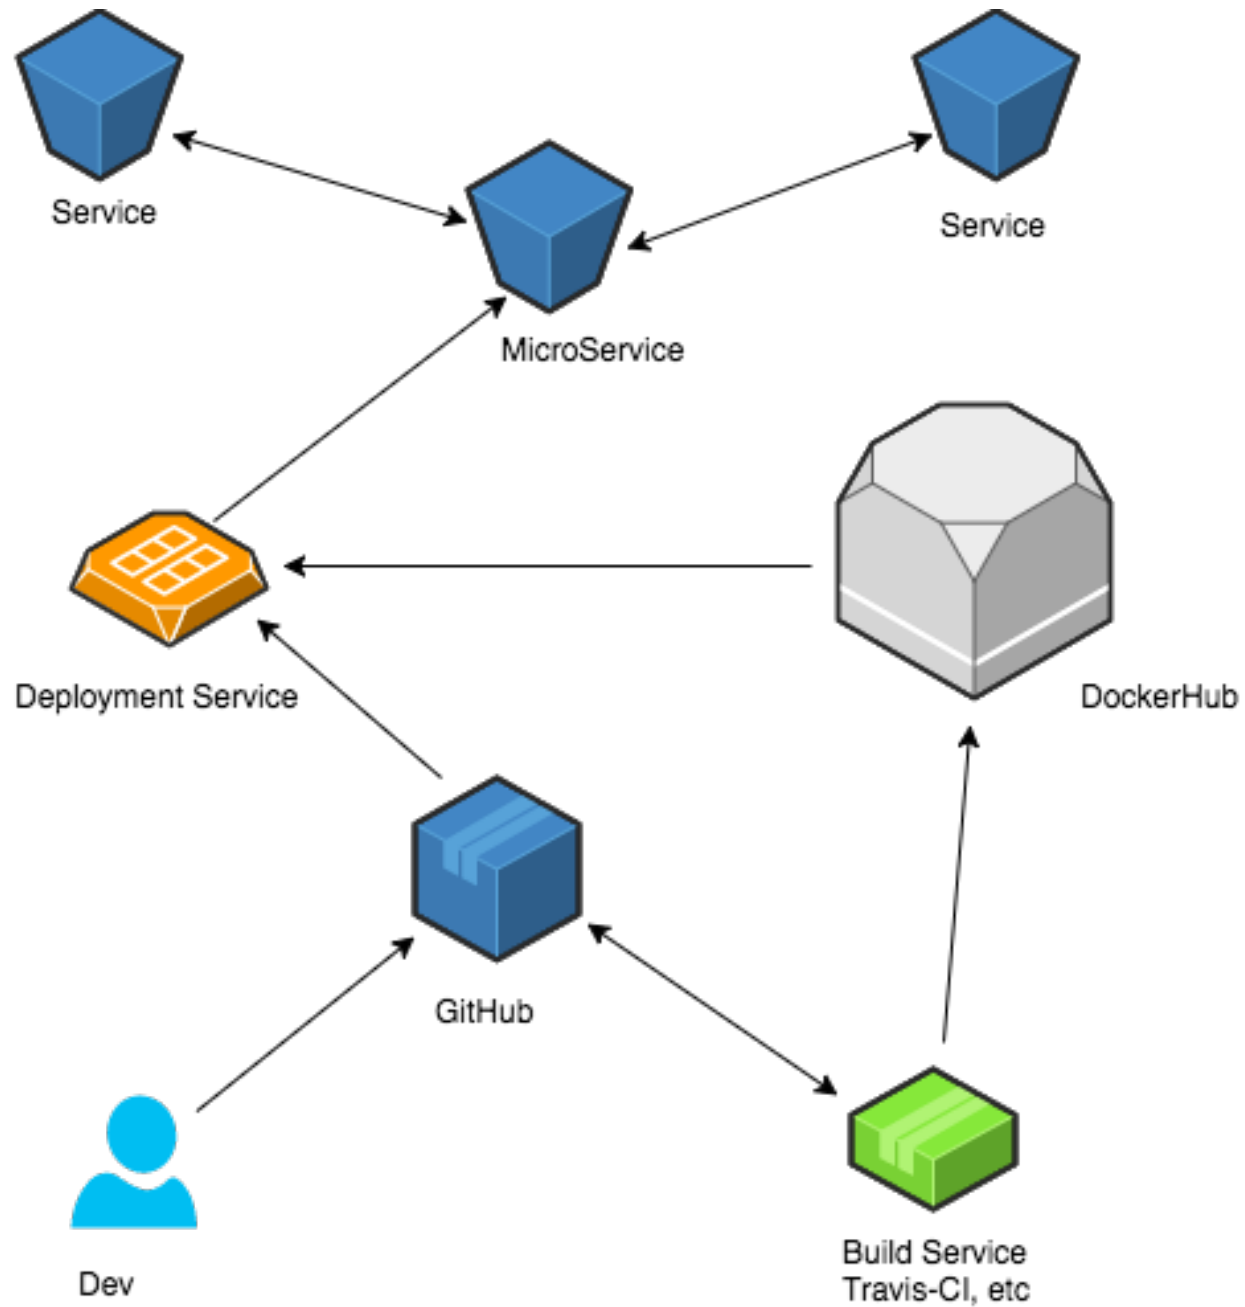 Service
Service
MicroService
Deployment Service
DockerHub
GitHub
Build Service
Travis-CI, etc
Dev